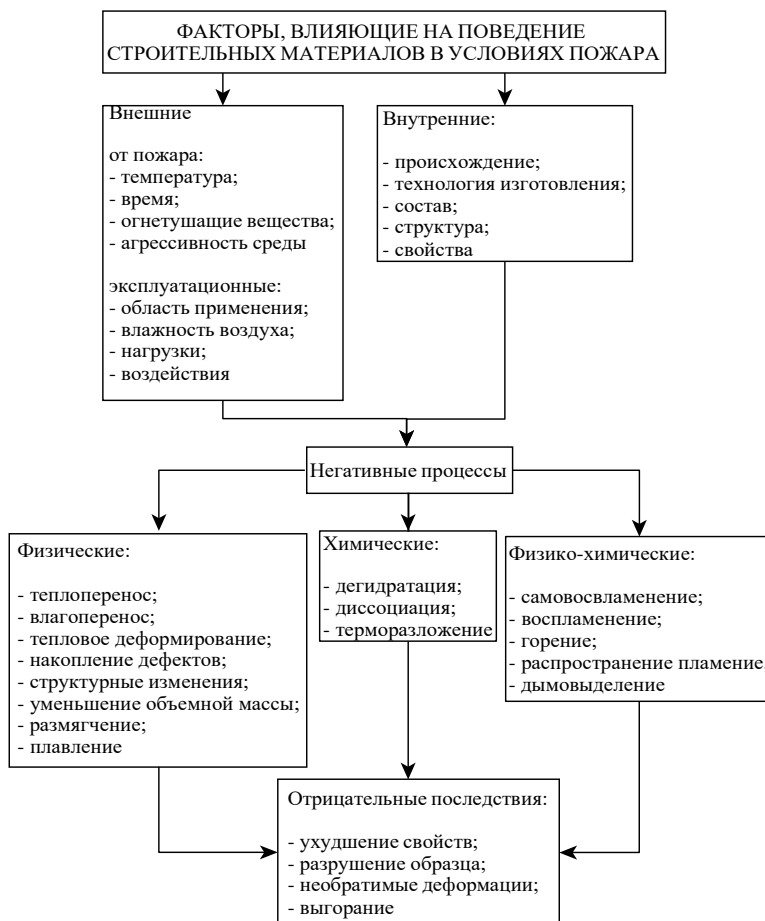 ФАКТОРЫ, ВЛИЯЮЩИЕ НА ПОВЕДЕНИЕ
СТРОИТЕЛЬНЫХ МАТЕРИАЛОВ В УСЛОВИЯХ ПОЖАРА
Внешние
от пожара:
- температура;
- время;
- огнетушащие вещества;
- агрессивность среды
эксплуатационные:
- область применения;
- влажность воздуха;
- нагрузки;
- воздействия
Внутренние:
- происхождение;
- технология изготовления;
- состав;
- структура;
- свойства
Негативные процессы
Физические:
- теплоперенос;
- влагоперенос;
- тепловое деформирование;
- накопление дефектов;
- структурные изменения;
- уменьшение объемной массы;
- размягчение;
- плавление
Химические:
- дегидратация;
- диссоциация;
- терморазложение
Физико-химические:
- самовосвламенение;
- воспламенение;
- горение;
- распространение пламение,
- дымовыделение
Отрицательные последствия:
- ухудшение свойств;
- разрушение образца;
- необратимые деформации;
- выгорание